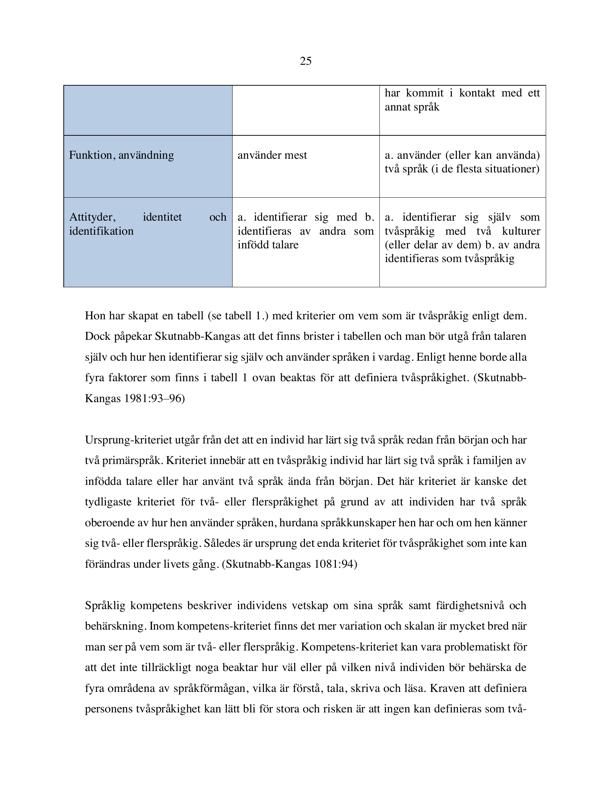 25
har kommit i kontakt med ett
annat språk
Funktion, användning
använder mest
a. använder (eller kan använda)
två språk (i de flesta situationer)
Attityder, identitet och
identifikation
a. identifierar sig med b.
identifieras av andra som
infödd talare
a. identifierar sig själv som
tvåspråkig med två kulturer
(eller delar av dem) b. av andra
identifieras som tvåspråkig
Hon har skapat en tabell (se tabell 1.) med kriterier om vem som är tvåspråkig enligt dem.
Dock påpekar Skutnabb-Kangas att det finns brister i tabellen och man bör utgå från talaren
själv och hur hen identifierar sig själv och använder språken i vardag. Enligt henne borde alla
fyra faktorer som finns i tabell 1 ovan beaktas för att definiera tvåspråkighet. (Skutnabb-
Kangas 1981:93–96)
Ursprung-kriteriet utgår från det att en individ har lärt sig två språk redan från början och har
två primärspråk. Kriteriet innebär att en tvåspråkig individ har lärt sig två språk i familjen av
infödda talare eller har använt två språk ända från början. Det här kriteriet är kanske det
tydligaste kriteriet för två- eller flerspråkighet på grund av att individen har två språk
oberoende av hur hen använder språken, hurdana språkkunskaper hen har och om hen känner
sig två- eller flerspråkig. Således är ursprung det enda kriteriet för tvåspråkighet som inte kan
förändras under livets gång. (Skutnabb-Kangas 1081:94)
Språklig kompetens beskriver individens vetskap om sina språk samt färdighetsnivå och
behärskning. Inom kompetens-kriteriet finns det mer variation och skalan är mycket bred när
man ser på vem som är två- eller flerspråkig. Kompetens-kriteriet kan vara problematiskt för
att det inte tillräckligt noga beaktar hur väl eller på vilken nivå individen bör behärska de
fyra områdena av språkförmågan, vilka är förstå, tala, skriva och läsa. Kraven att definiera
personens tvåspråkighet kan lätt bli för stora och risken är att ingen kan definieras som två-